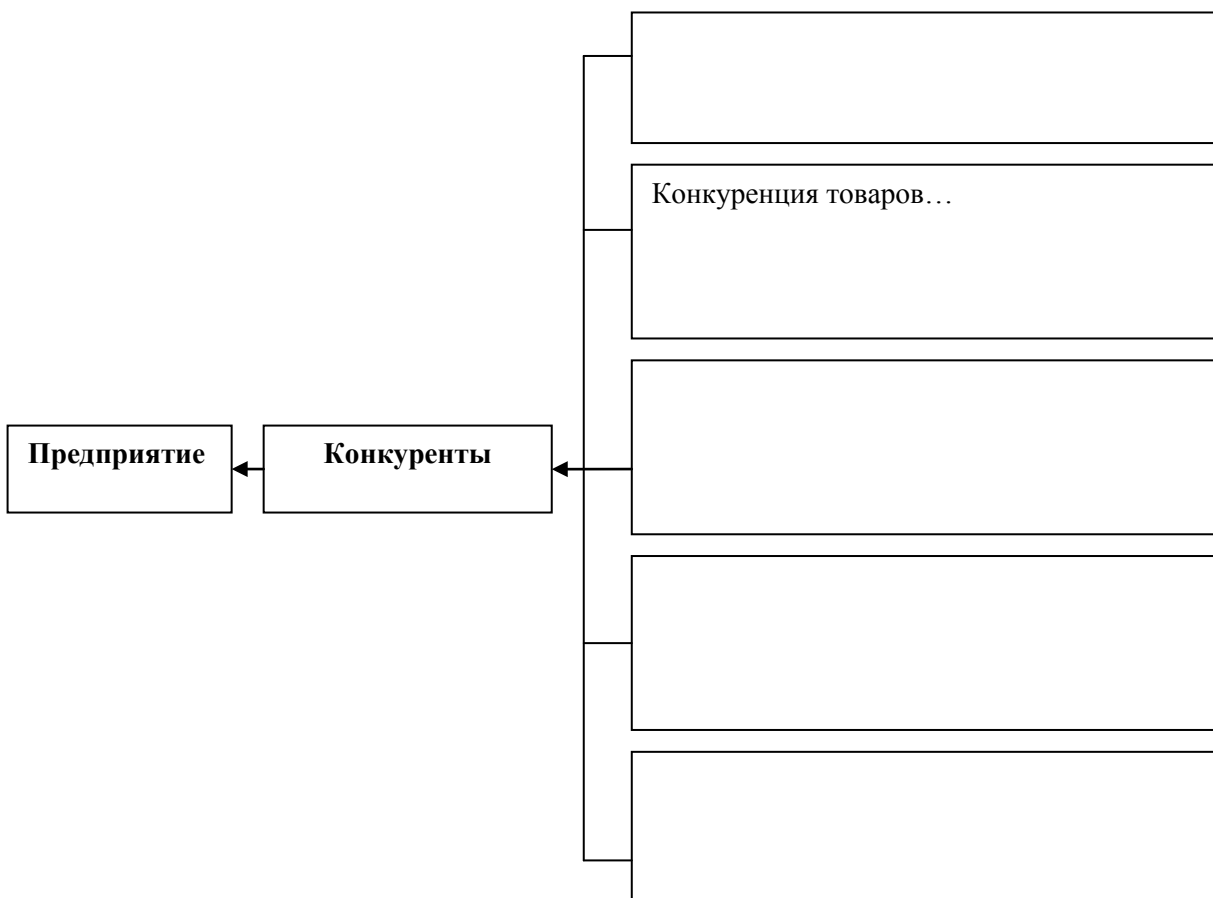 Конкуренция товаров…
Предприятие
Конкуренты